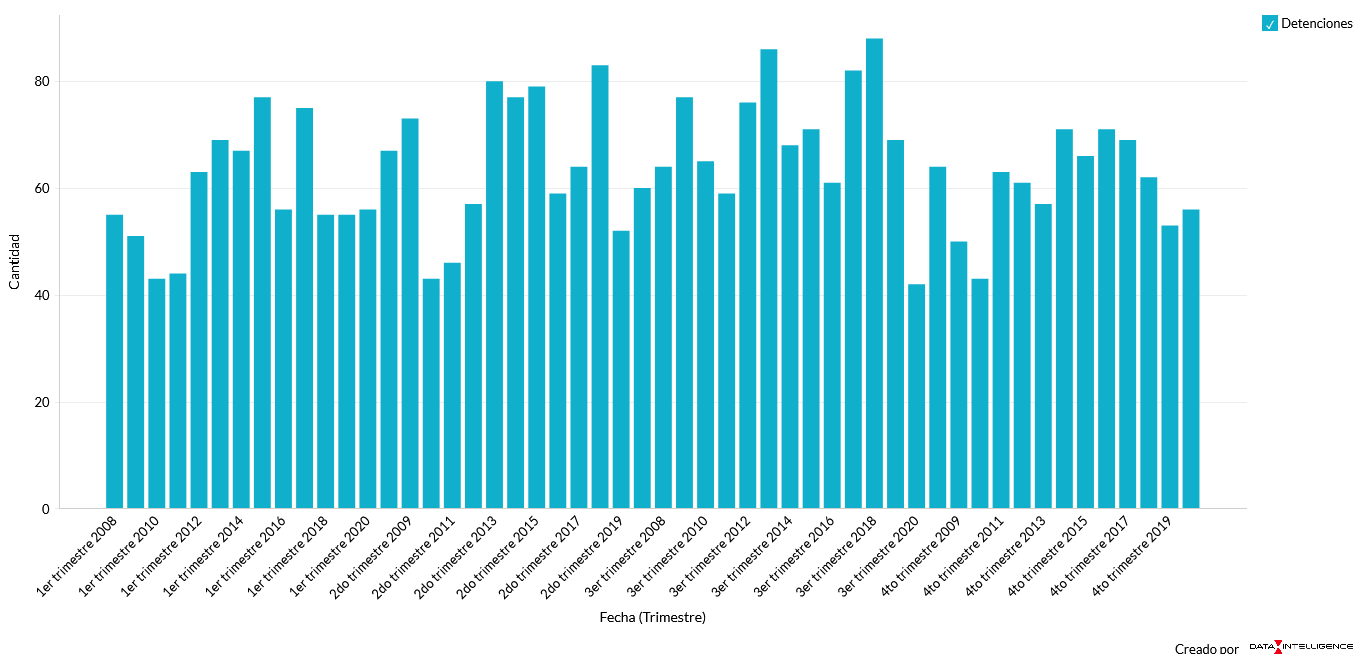 Detenciones
80
60
40
20
0
Cantidad
1er trimestre 2008
1er trimestre 2010
1er trimestre 2012
1er trimestre 2014
1er trimestre 2016
1er trimestre 2018
1er trimestre 2020
2do trimestre 2009
2do trimestre 2011
2do trimestre 2013
2do trimestre 2015
2do trimestre 2017
2do trimestre 2019
3er trimestre 2008
3er trimestre 2010
3er trimestre 2012
3er trimestre 2014
3er trimestre 2016
3er trimestre 2018
3er trimestre 2020
4to trimestre 2009
4to trimestre 2011
4to trimestre 2013
4to trimestre 2015
4to trimestre 2017
4to trimestre 2019
Fecha (Trimestre)
Creado por DATA INTELLIGENCE